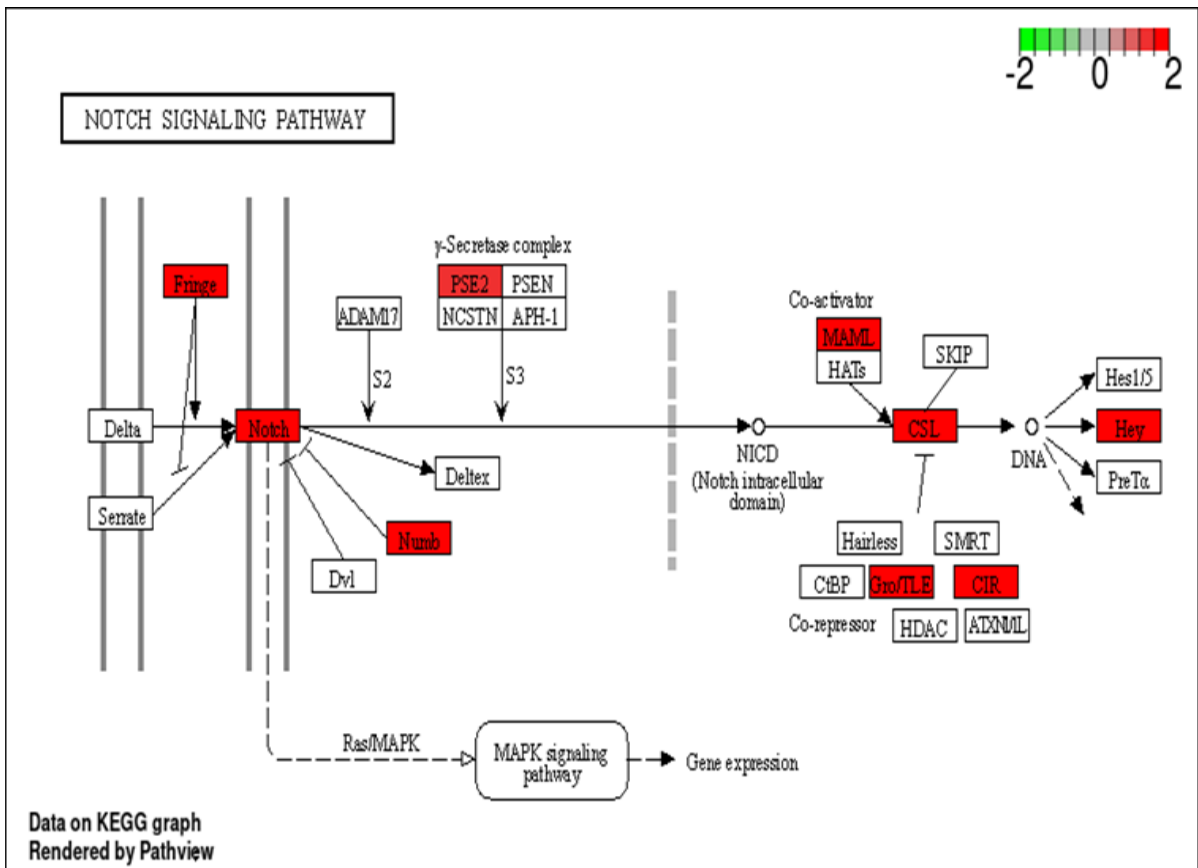 -2 0 2
NOTCH SIGNALING PATHWAY
γ-Secretase complex
Fringe
PSE2 PSEN
NCSTN APH-1
ADAM17
Co-activator
MAML
HATs
SKIP
S2
S3
Hes1/5
Delta
Notch
CSL
Hey
NICD
(Notch intracellular
domain)
DNA
Deltex
PreTα
Serrate
Numb
Dvl
Hairless
SMRT
CtBP
Gro/TLE
CIR
Co-repressor
HDAC
ATXN1/1L
Ras/MAPK
MAPK signaling
pathway
Gene expression
Data on KEGG graph
Rendered by Pathview